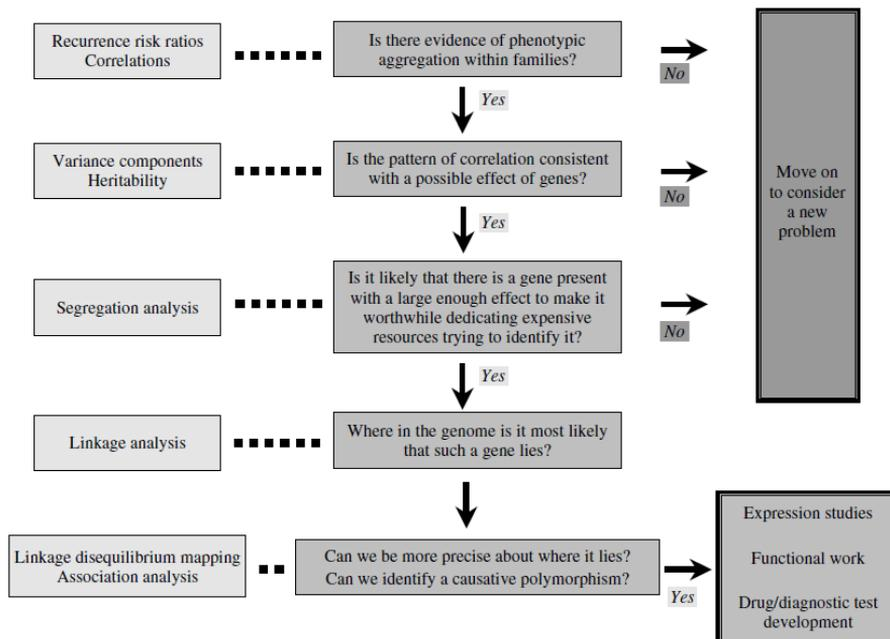 Recurrence risk ratios
Correlations
Is there evidence of phenotypic
aggregation within families?
No
Yes
Variance components
Heritability
Is the pattern of correlation consistent
with a possible effect of genes?
No
Yes
Move on
to consider
a new
problem
Segregation analysis
Is it likely that there is a gene present
with a large enough effect to make it
worthwhile dedicating expensive
resources trying to identify it?
No
Yes
Linkage analysis
Where in the genome is it most likely
that such a gene lies?
Linkage disequilibrium mapping
Association analysis
Can we be more precise about where it lies?
Can we identify a causative polymorphism?
Yes
Expression studies
Functional work
Drug/diagnostic test
development